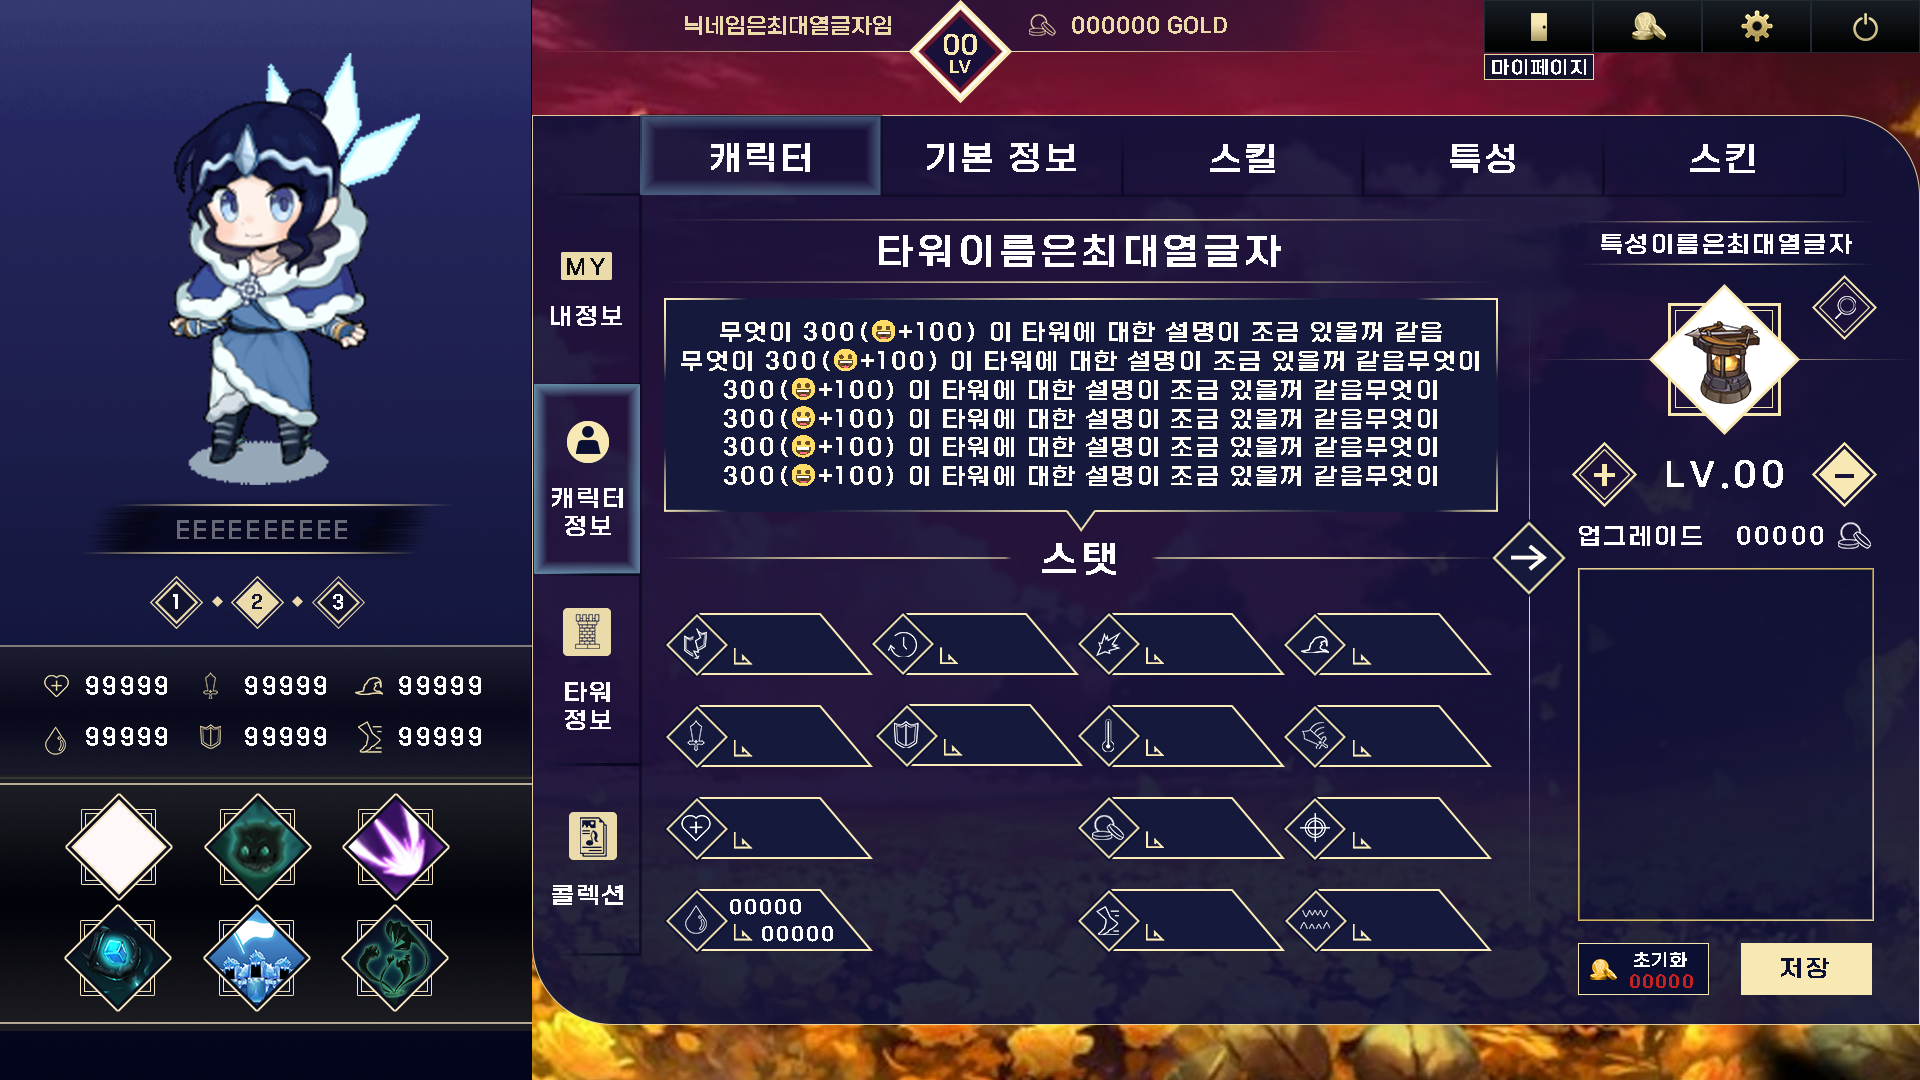 닉네임은최대열글자임
00
LV
000000 GOLD
마이페이지
캐릭터
기본 정보
스킬
특성
스킨
MY
내정보
캐릭터
정보
타워
정보
콜렉션
타워이름은최대열글자
무엇이 300(😀+100) 이 타워에 대한 설명이 조금 있을꺼 같음
무엇이 300(😀+100) 이 타워에 대한 설명이 조금 있을꺼 같음무엇이
300(😀+100) 이 타워에 대한 설명이 조금 있을꺼 같음무엇이
300(😀+100) 이 타워에 대한 설명이 조금 있을꺼 같음무엇이
300(😀+100) 이 타워에 대한 설명이 조금 있을꺼 같음무엇이
300(😀+100) 이 타워에 대한 설명이 조금 있을꺼 같음무엇이
스탯
00000
00000
특성이름은최대열글자
LV.00
업그레이드 00000
초기화
00000
저장
EEEEEEEEEE
1 2 3
99999 99999 99999
99999 99999 99999